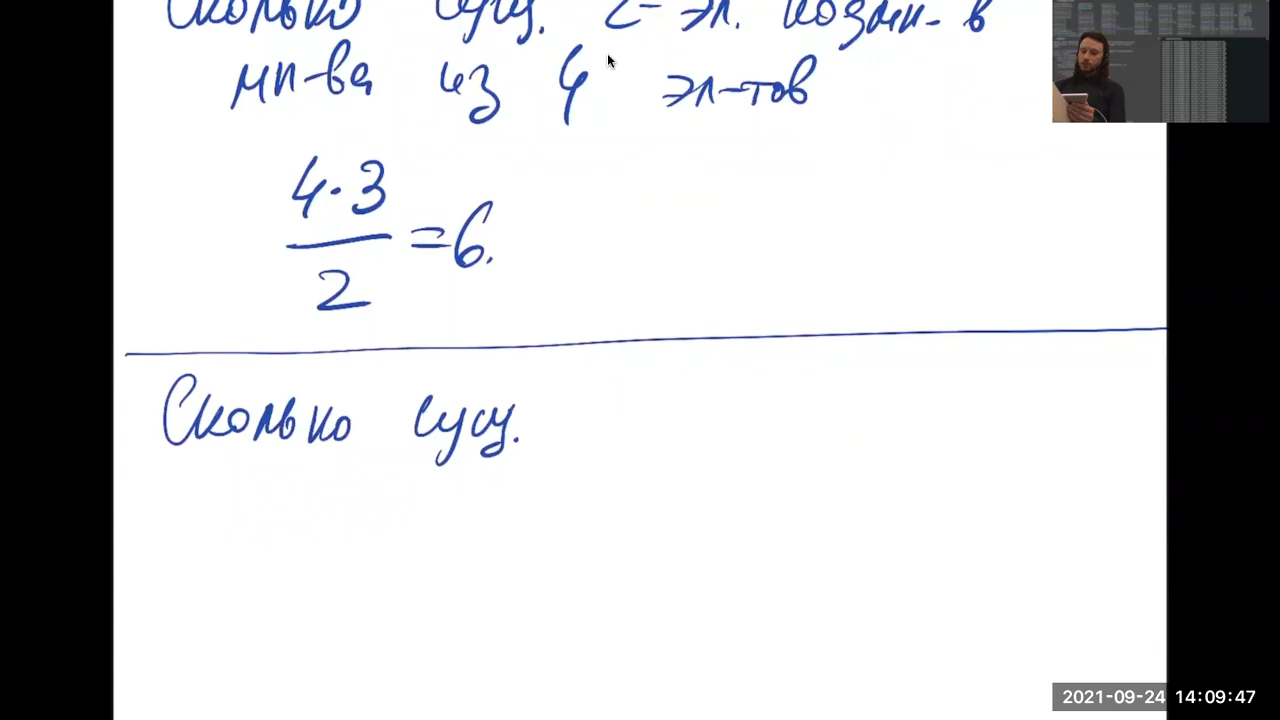 Сколько сущ. 2-эл. подмн-в
мн-ва из 4 эл-тов
4·3
2
=6.
Сколько сущ.
2021-09-24 14:09:47